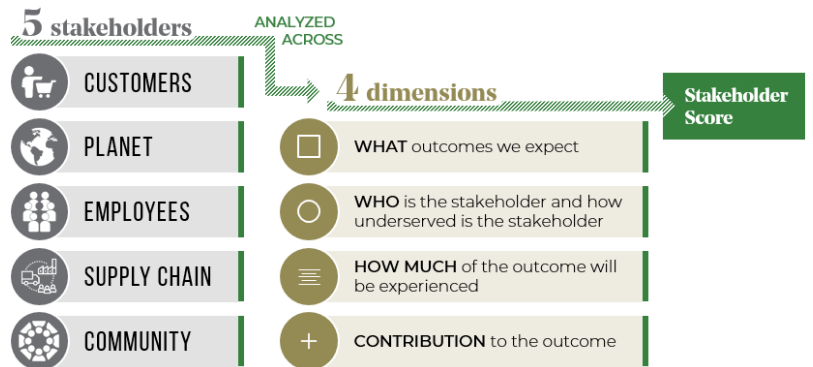 5 stakeholders
ANALYZED
ACROSS
CUSTOMERS
PLANET
EMPLOYEES
SUPPLY CHAIN
COMMUNITY
4 dimensions
WHAT outcomes we expect
WHO is the stakeholder and how
underserved is the stakeholder
HOW MUCH of the outcome will
be experienced
CONTRIBUTION to the outcome
Stakeholder
Score